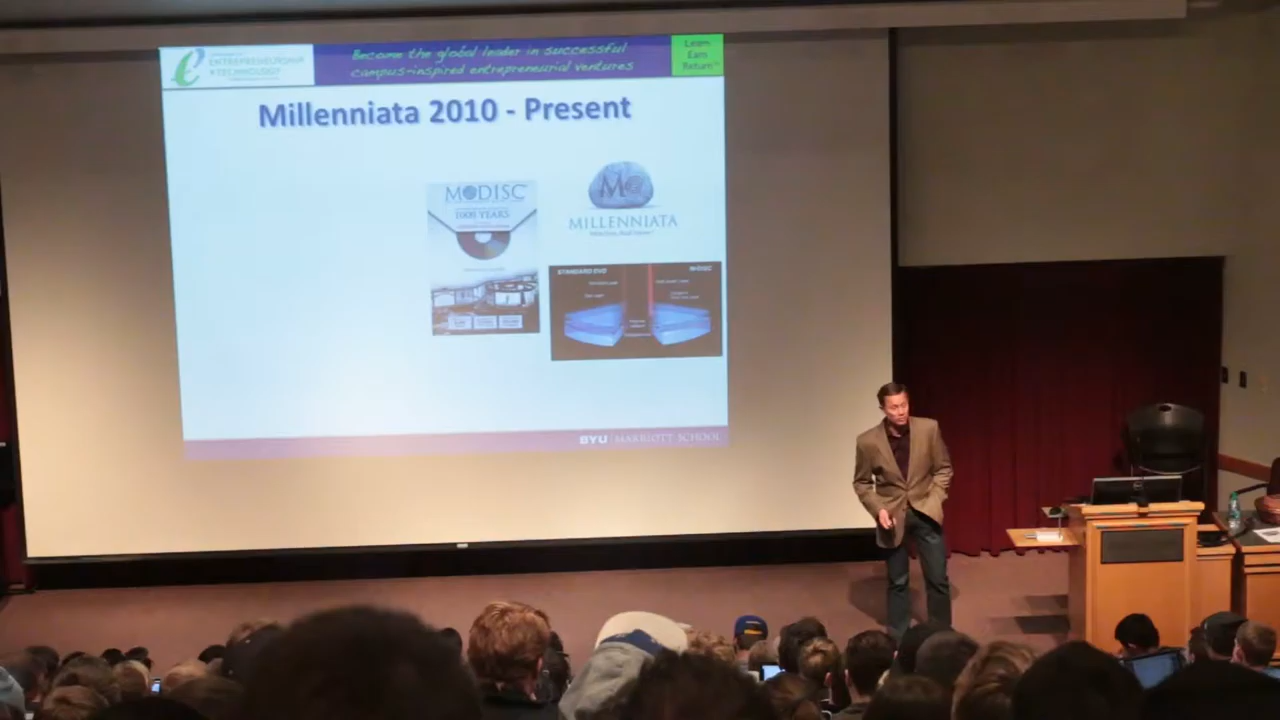 ENTREPRENEURSHIP
+TECHNOLOGY
Become the global leader in successful
campus-inspired entrepreneurial ventures
Learn
Earn
Return
Millenniata 2010 - Present
M DISC
1000 YEARS
M
MILLENNIATA
STANDARD DVD
M-DISC
BYU | MARRIOTT SCHOOL